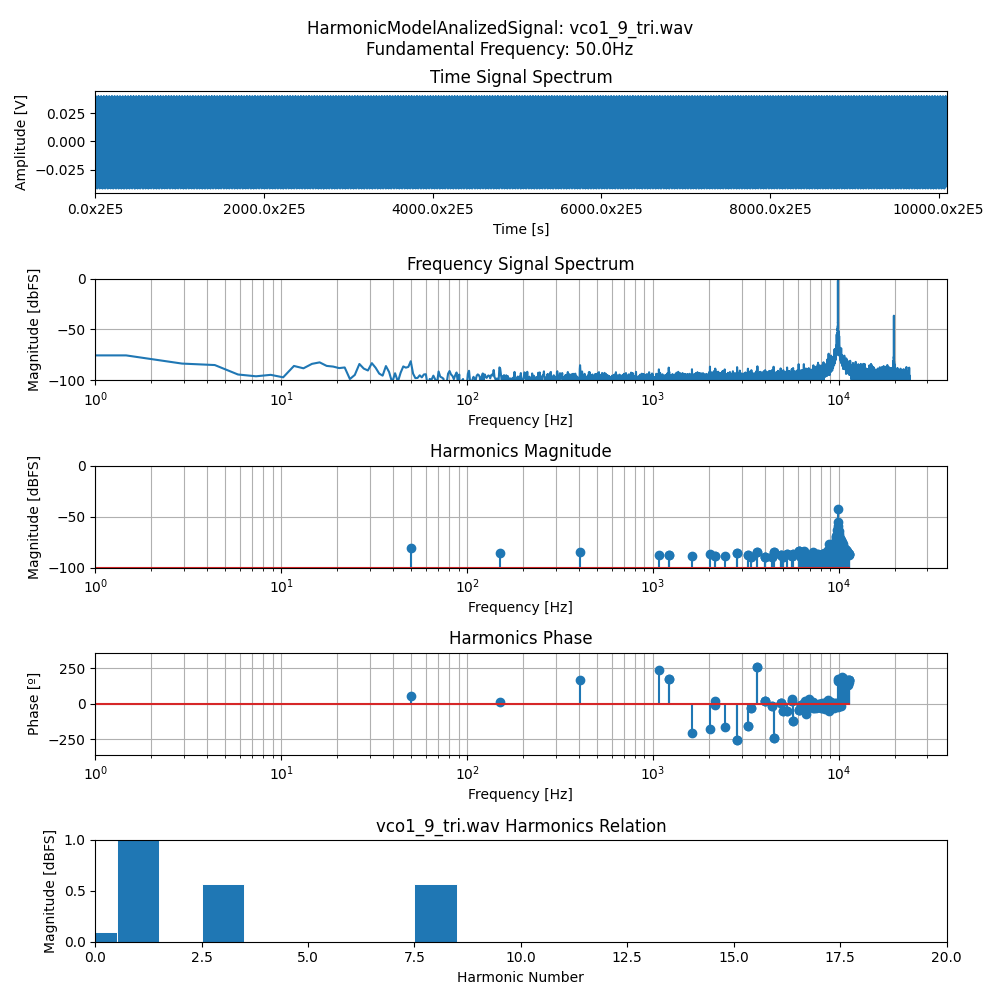 HarmonicModelAnalizedSignal: vco1_9_tri.wav
Fundamental Frequency: 50.0Hz
Time Signal Spectrum
Amplitude [V]
0.025
0.000
−0.025
0.0x2E5 2000.0x2E5 4000.0x2E5 6000.0x2E5 8000.0x2E5 10000.0x2E5
Time [s]
Frequency Signal Spectrum
Magnitude [dbFS]
0
−50
−100
10^0 10^1 10^2 10^3 10^4
Frequency [Hz]
Harmonics Magnitude
Magnitude [dBFS]
0
−50
−100
10^0 10^1 10^2 10^3 10^4
Frequency [Hz]
Harmonics Phase
Phase [º]
250
0
−250
10^0 10^1 10^2 10^3 10^4
Frequency [Hz]
vco1_9_tri.wav Harmonics Relation
Magnitude [dBFS]
1.0
0.5
0.0
0.0 2.5 5.0 7.5 10.0 12.5 15.0 17.5 20.0
Harmonic Number